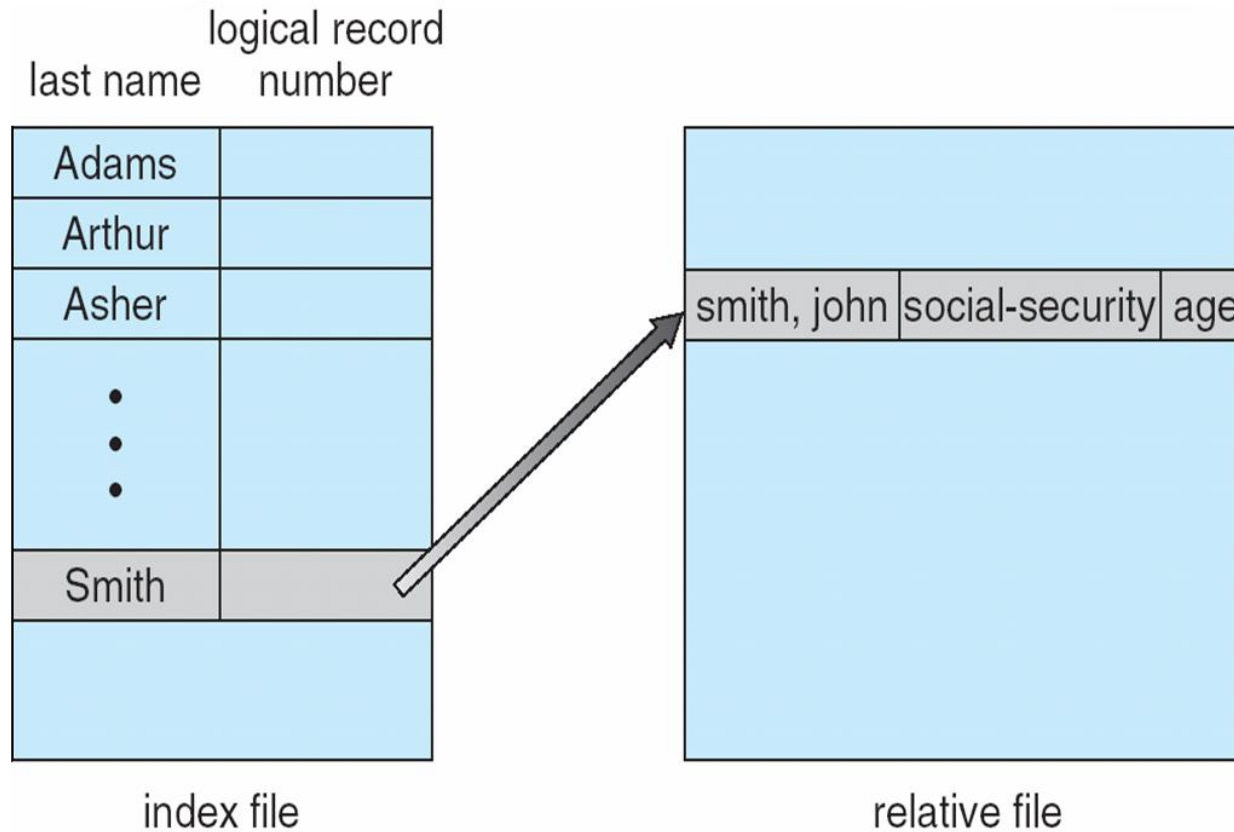 logical record
last name number
Adams
Arthur
Asher
Smith
smith, john social-security age
index file
relative file